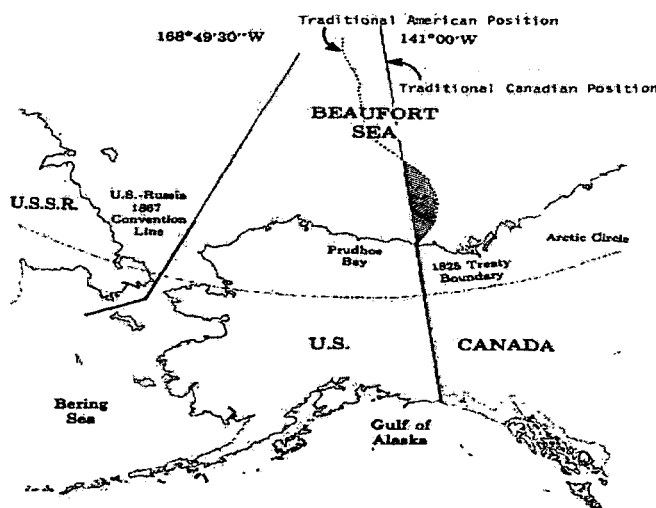 Traditional American Position
168°49'30"W
141°00'W
Traditional Canadian Position
BEAUFORT
SEA
U.S.S.R.
U.S.-Russia
1867
Convention
Line
Prudhoe
Bay
1825 Treaty
Boundary
Arctic Circle
U.S.
CANADA
Bering
Sea
Gulf of
Alaska